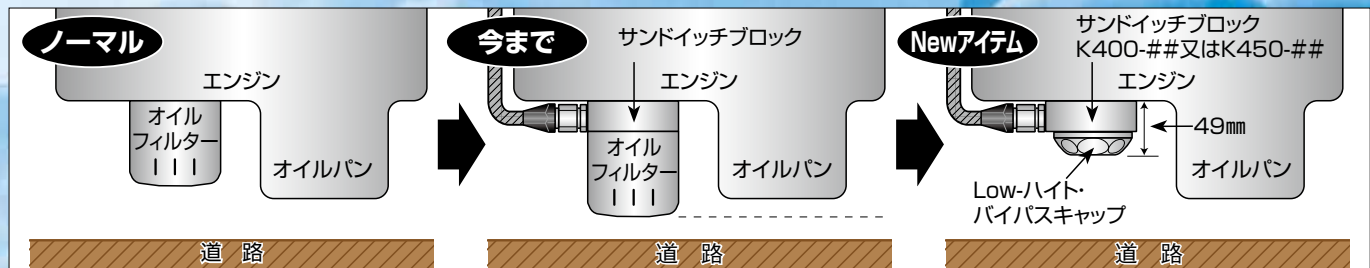 ノーマル
エンジン
オイル
フィルター
オイルパン
道 路
今まで
サンドイッチブロック
オイル
フィルター
オイルパン
道 路
Newアイテム
サンドイッチブロック
K400-##又はK450-##
エンジン
49㎜
オイルパン
Low-ハイト・
バイパスキャップ
道 路